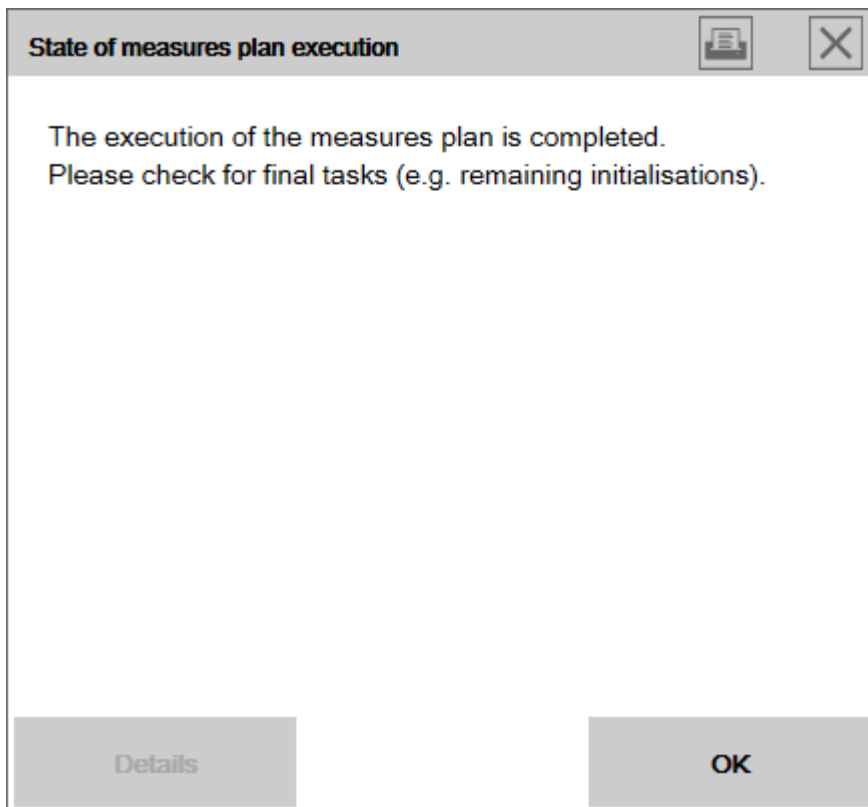 State of measures plan execution
The execution of the measures plan is completed.
Please check for final tasks (e.g. remaining initialisations).
Details
OK